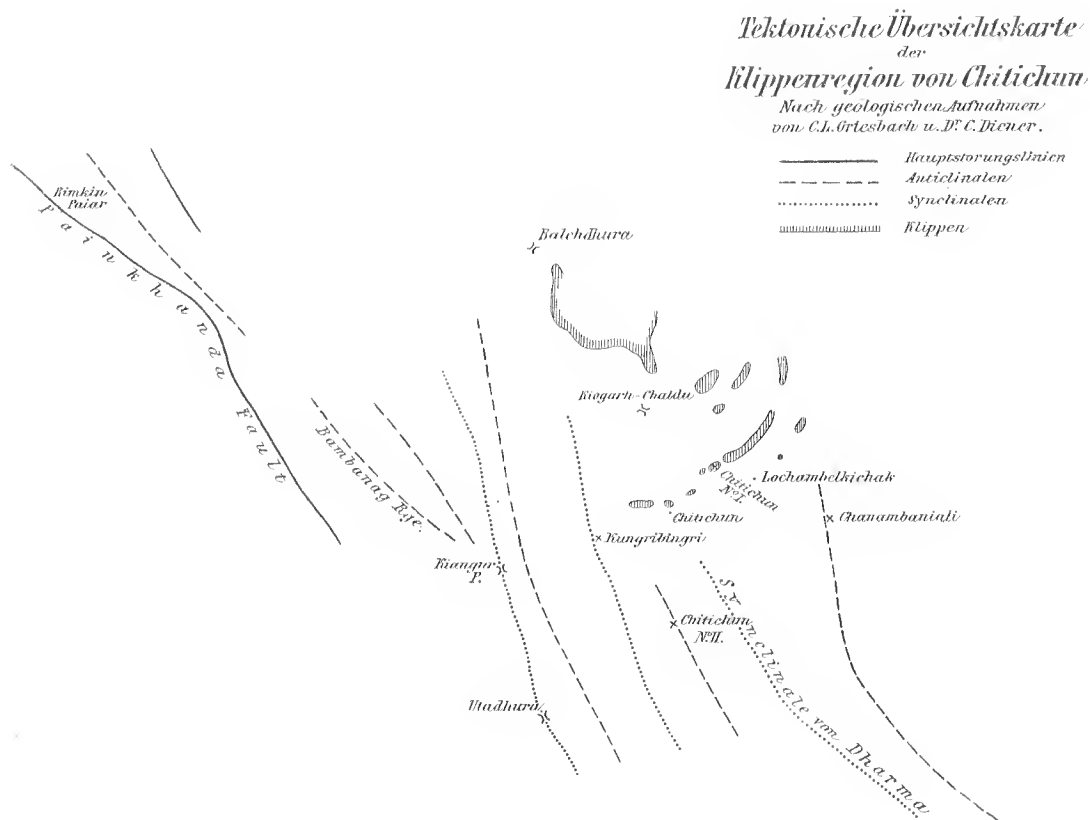 Tektonische Übersichtskarte
der
Klippenregion von Chitichun
Nach geologischen Aufnahmen
von C.L. Griesbach u. Dr. C. Diener.
Hauptstörungslinien
Anticlinalen
Synclinalen
Klippen
Rimkin
Paiar
Painkhanda Fault
Balchdhura
Kiogarh-Chaldu
Bambanag Rge.
Lochambelkichak
Chitichun
No. I.
Chitichun
Chanambaniali
Kungribingri
Kiangur
P.
Chitichun
No. II.
Utadhura
Synclinale von Dharma